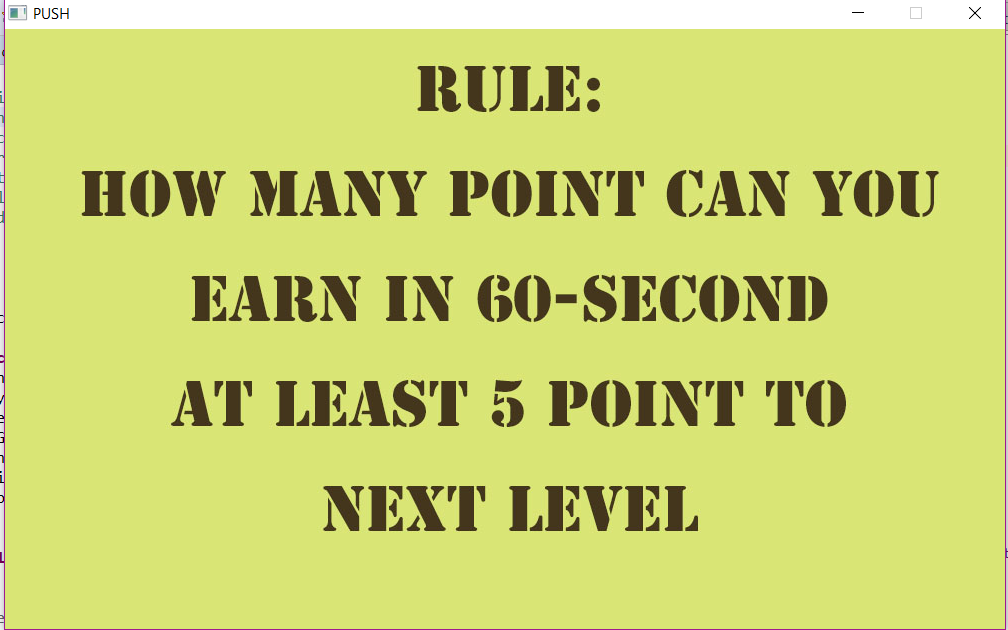 PUSH
RULE:
HOW MANY POINT CAN YOU
EARN IN 60-SECOND
AT LEAST 5 POINT TO
NEXT LEVEL